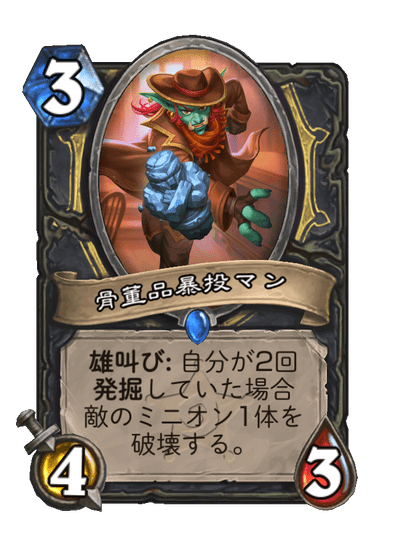 3
骨董品暴投マン
雄叫び: 自分が2回
発掘していた場合
敵のミニオン1体を
破壊する。
4
3